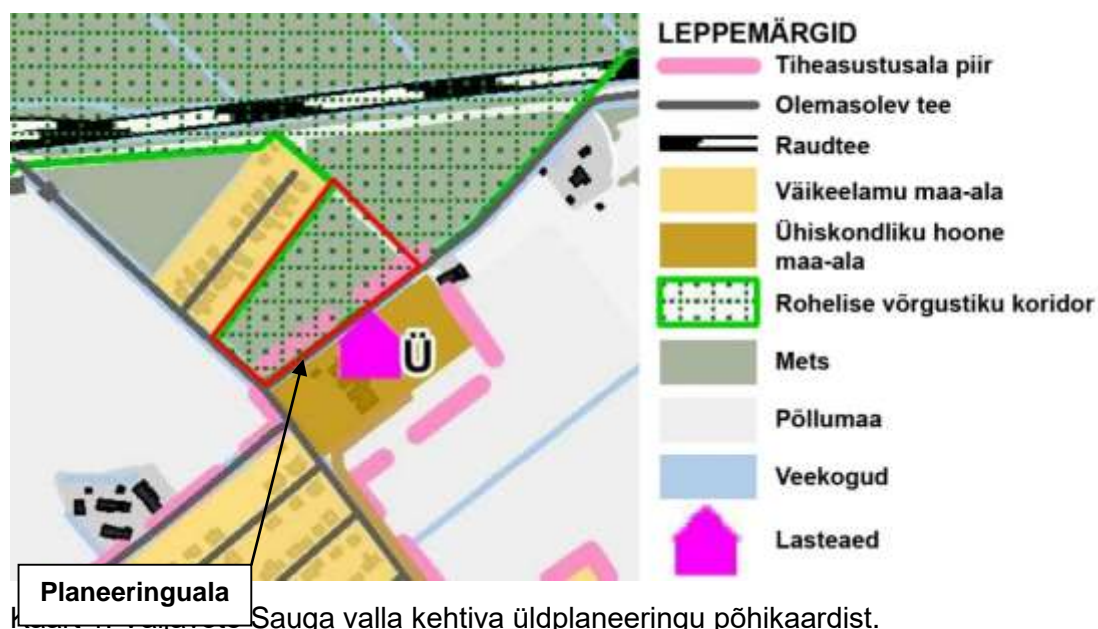 LEPPEMÄRGID
Tiheasustusala piir
Olemasolev tee
Raudtee
Väikeelamu maa-ala
Ühiskondliku hoone
maa-ala
Rohelise võrgustiku koridor
Mets
Põllumaa
Veekogud
Lasteaed
Ü
Planeeringuala
Sauga valla kehtiva üldplaneeringu põhikaardist.